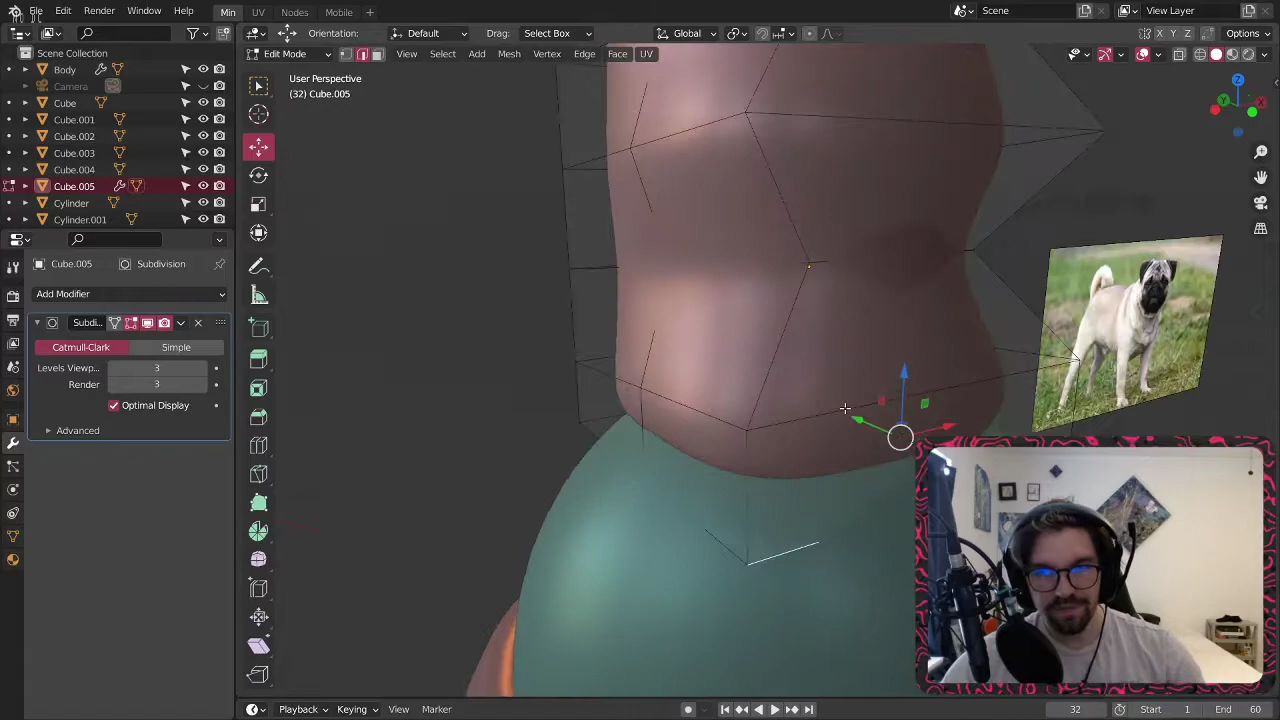 File Edit Render Window Help Min UV Nodes Mobile + Scene View Layer
Orientation: Default Drag: Select Box Global Options
Edit Mode View Select Add Mesh Vertex Edge Face UV
Scene Collection
Body
Camera
Cube
Cube.001
Cube.002
Cube.003
Cube.004
Cube.005
Cylinder
Cylinder.001
Cube.005 Subdivision
Add Modifier
Subdi...
Catmull-Clark Simple
Levels Viewp... 3
Render 3
Optimal Display
Advanced
User Perspective
(32) Cube.005
X Y Z
Z
Y
X
Playback Keying View Marker 32 Start 1 End 60